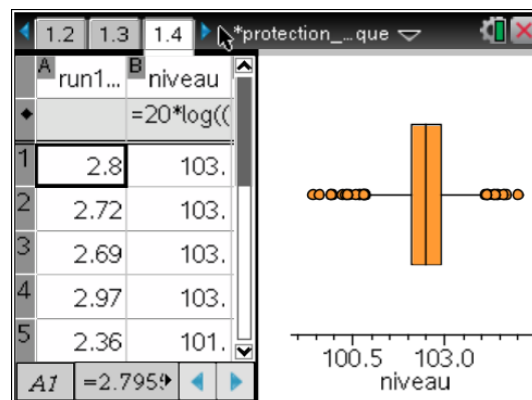 1.2 1.3 1.4 *protection_...que
A run1... B niveau
=20*log((
1 2.8 103.
2 2.72 103.
3 2.69 103.
4 2.97 103.
5 2.36 101.
A1 =2.7959
100.5 103.0
niveau